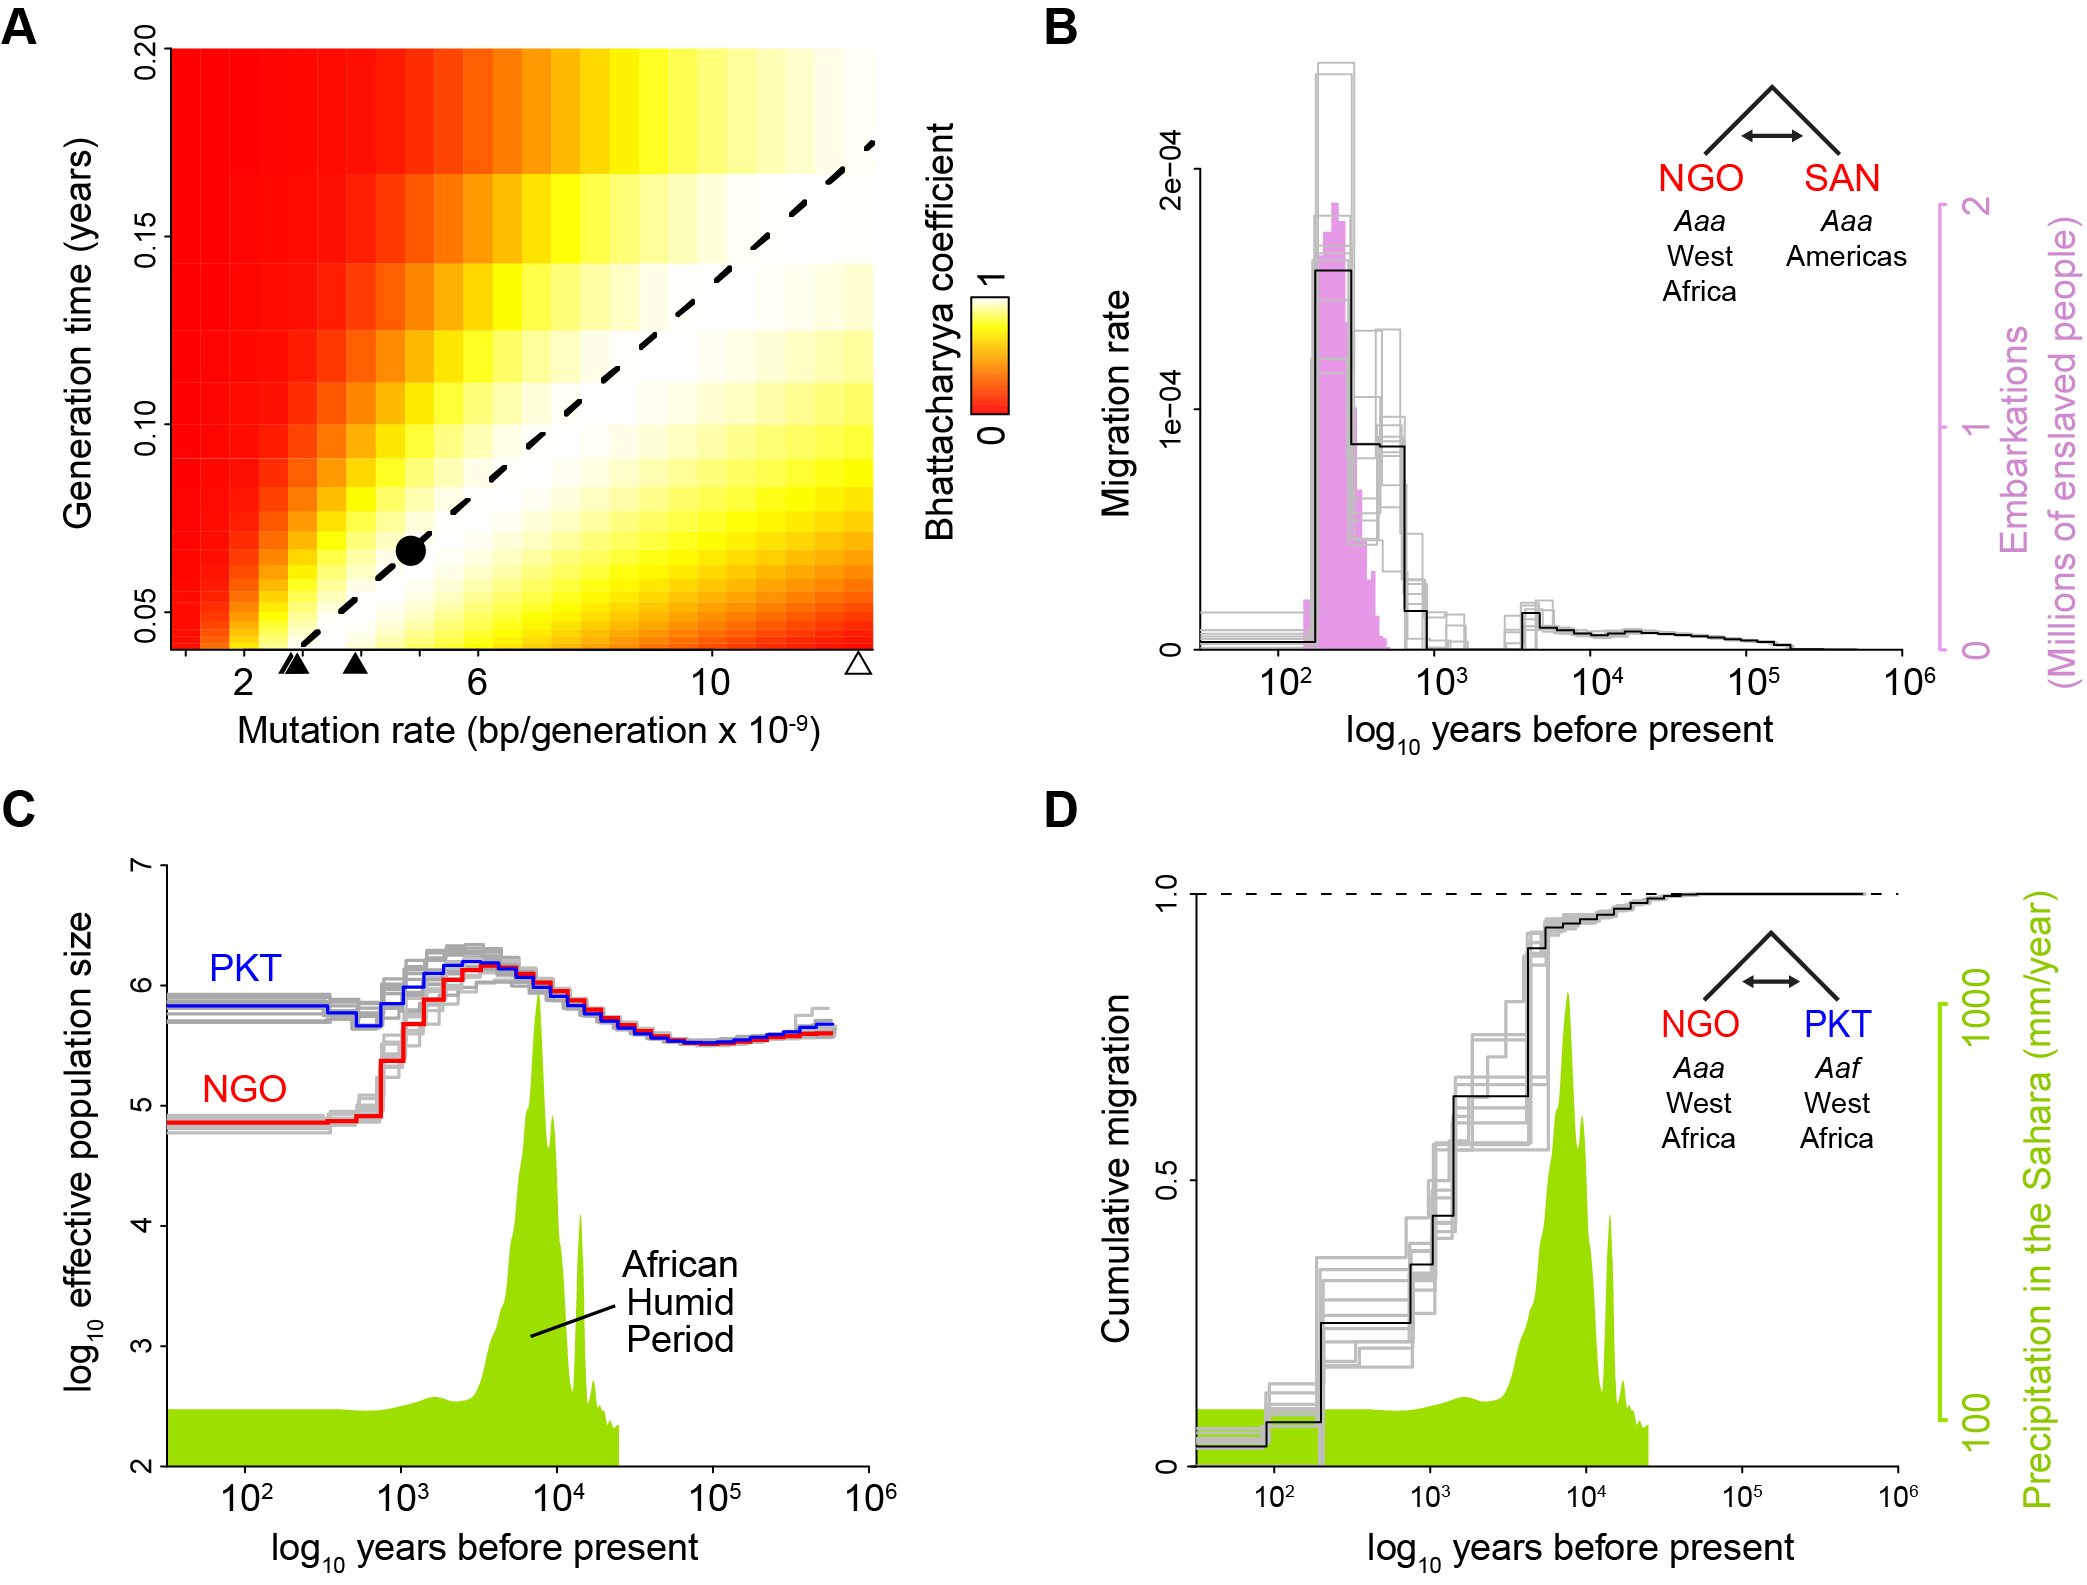 A
Generation time (years)
0.20
0.15
0.10
0.05
2
6
10
Mutation rate (bp/generation x 10-9)
Bhattacharyya coefficient
1
0
B
Migration rate
2e−04
1e−04
0
10²
10³
10⁴
10⁵
10⁶
log₁₀ years before present
NGO
SAN
Aaa
Aaa
West
Americas
Africa
2
1
0
Embarkations
(Millions of enslaved people)
C
log₁₀ effective population size
7
6
5
4
3
2
PKT
NGO
African
Humid
Period
10²
10³
10⁴
10⁵
10⁶
log₁₀ years before present
D
Cumulative migration
1.0
0.5
0
NGO
PKT
Aaa
Aaf
West
West
Africa
Africa
10²
10³
10⁴
10⁵
10⁶
log₁₀ years before present
1000
100
Precipitation in the Sahara (mm/year)